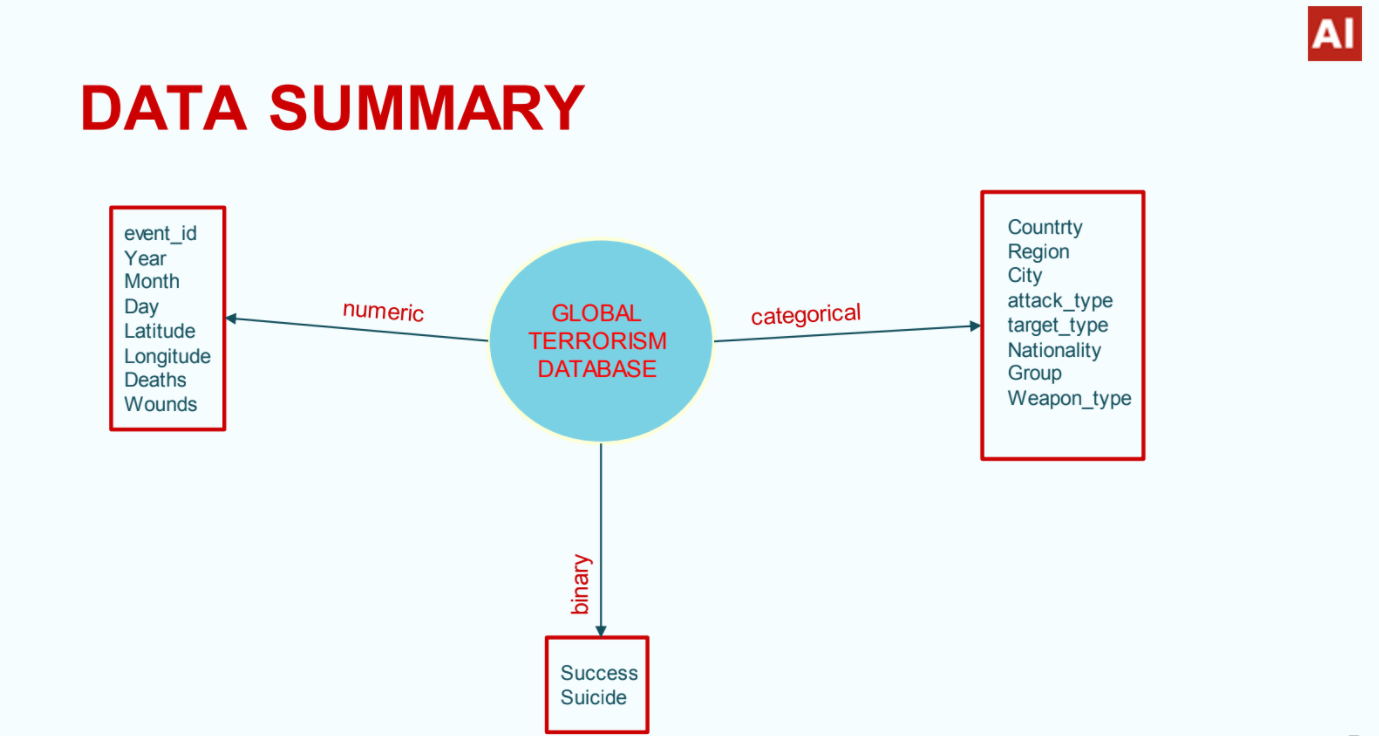 AI
DATA SUMMARY
event_id
Year
Month
Day
Latitude
Longitude
Deaths
Wounds
numeric
GLOBAL
TERRORISM
DATABASE
categorical
Countrty
Region
City
attack_type
target_type
Nationality
Group
Weapon_type
binary
Success
Suicide